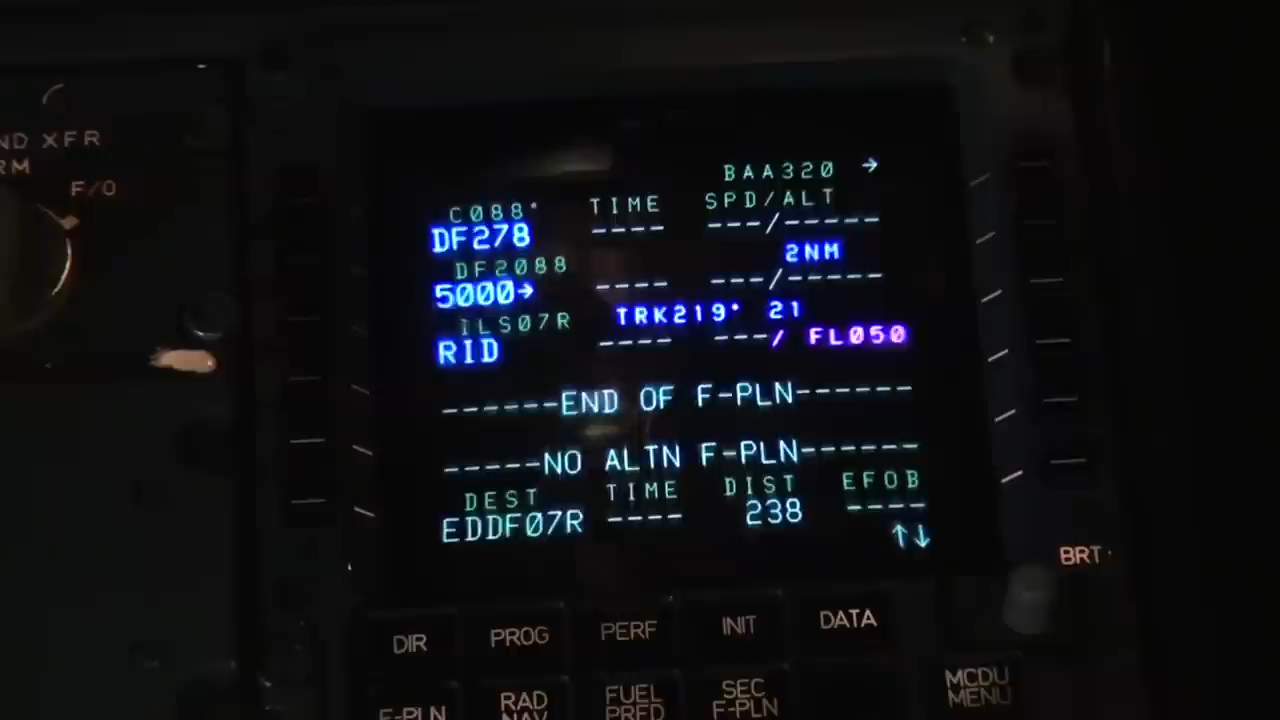 ND XFR
RM
F/O
BAA320 →
C088° TIME SPD/ALT
DF278 ---- ---/-----
DF2088 2NM
5000→ ---- ---/-----
ILS07R TRK219° 21
RID ---- ---/ FL050
------END OF F-PLN------
-----NO ALTN F-PLN------
DEST TIME DIST EFOB
EDDF07R ---- 238 ----
↑↓
BRT
DIR PROG PERF INIT DATA
F-PLN RAD NAV FUEL PRED SEC F-PLN MCDU MENU